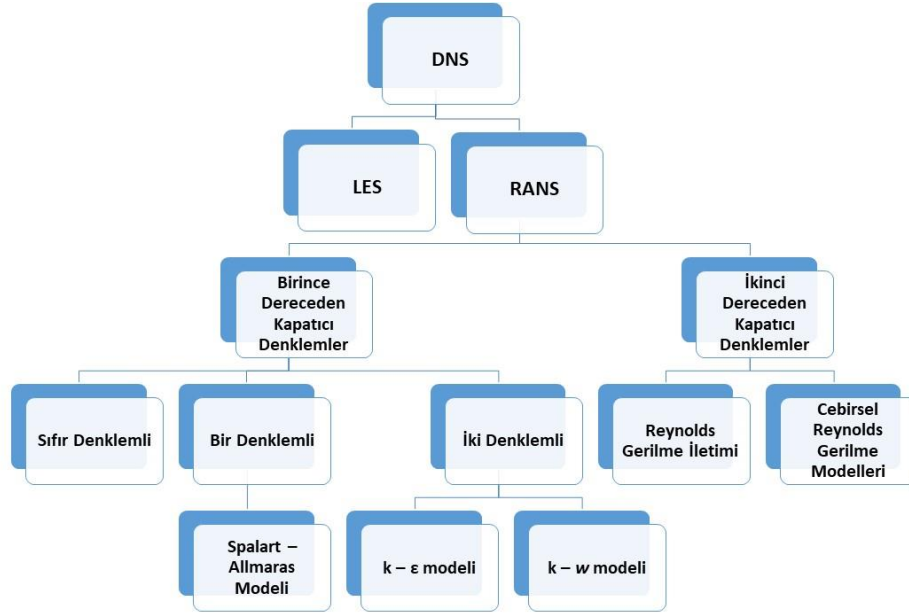 DNS
LES
RANS
Birince
Dereceden
Kapatıcı
Denklemler
İkinci
Dereceden
Kapatıcı
Denklemler
Sıfır Denklemli
Bir Denklemli
İki Denklemli
Reynolds
Gerilme İletimi
Cebirsel
Reynolds
Gerilme
Modelleri
Spalart –
Allmaras
Modeli
k – ε modeli
k – w modeli